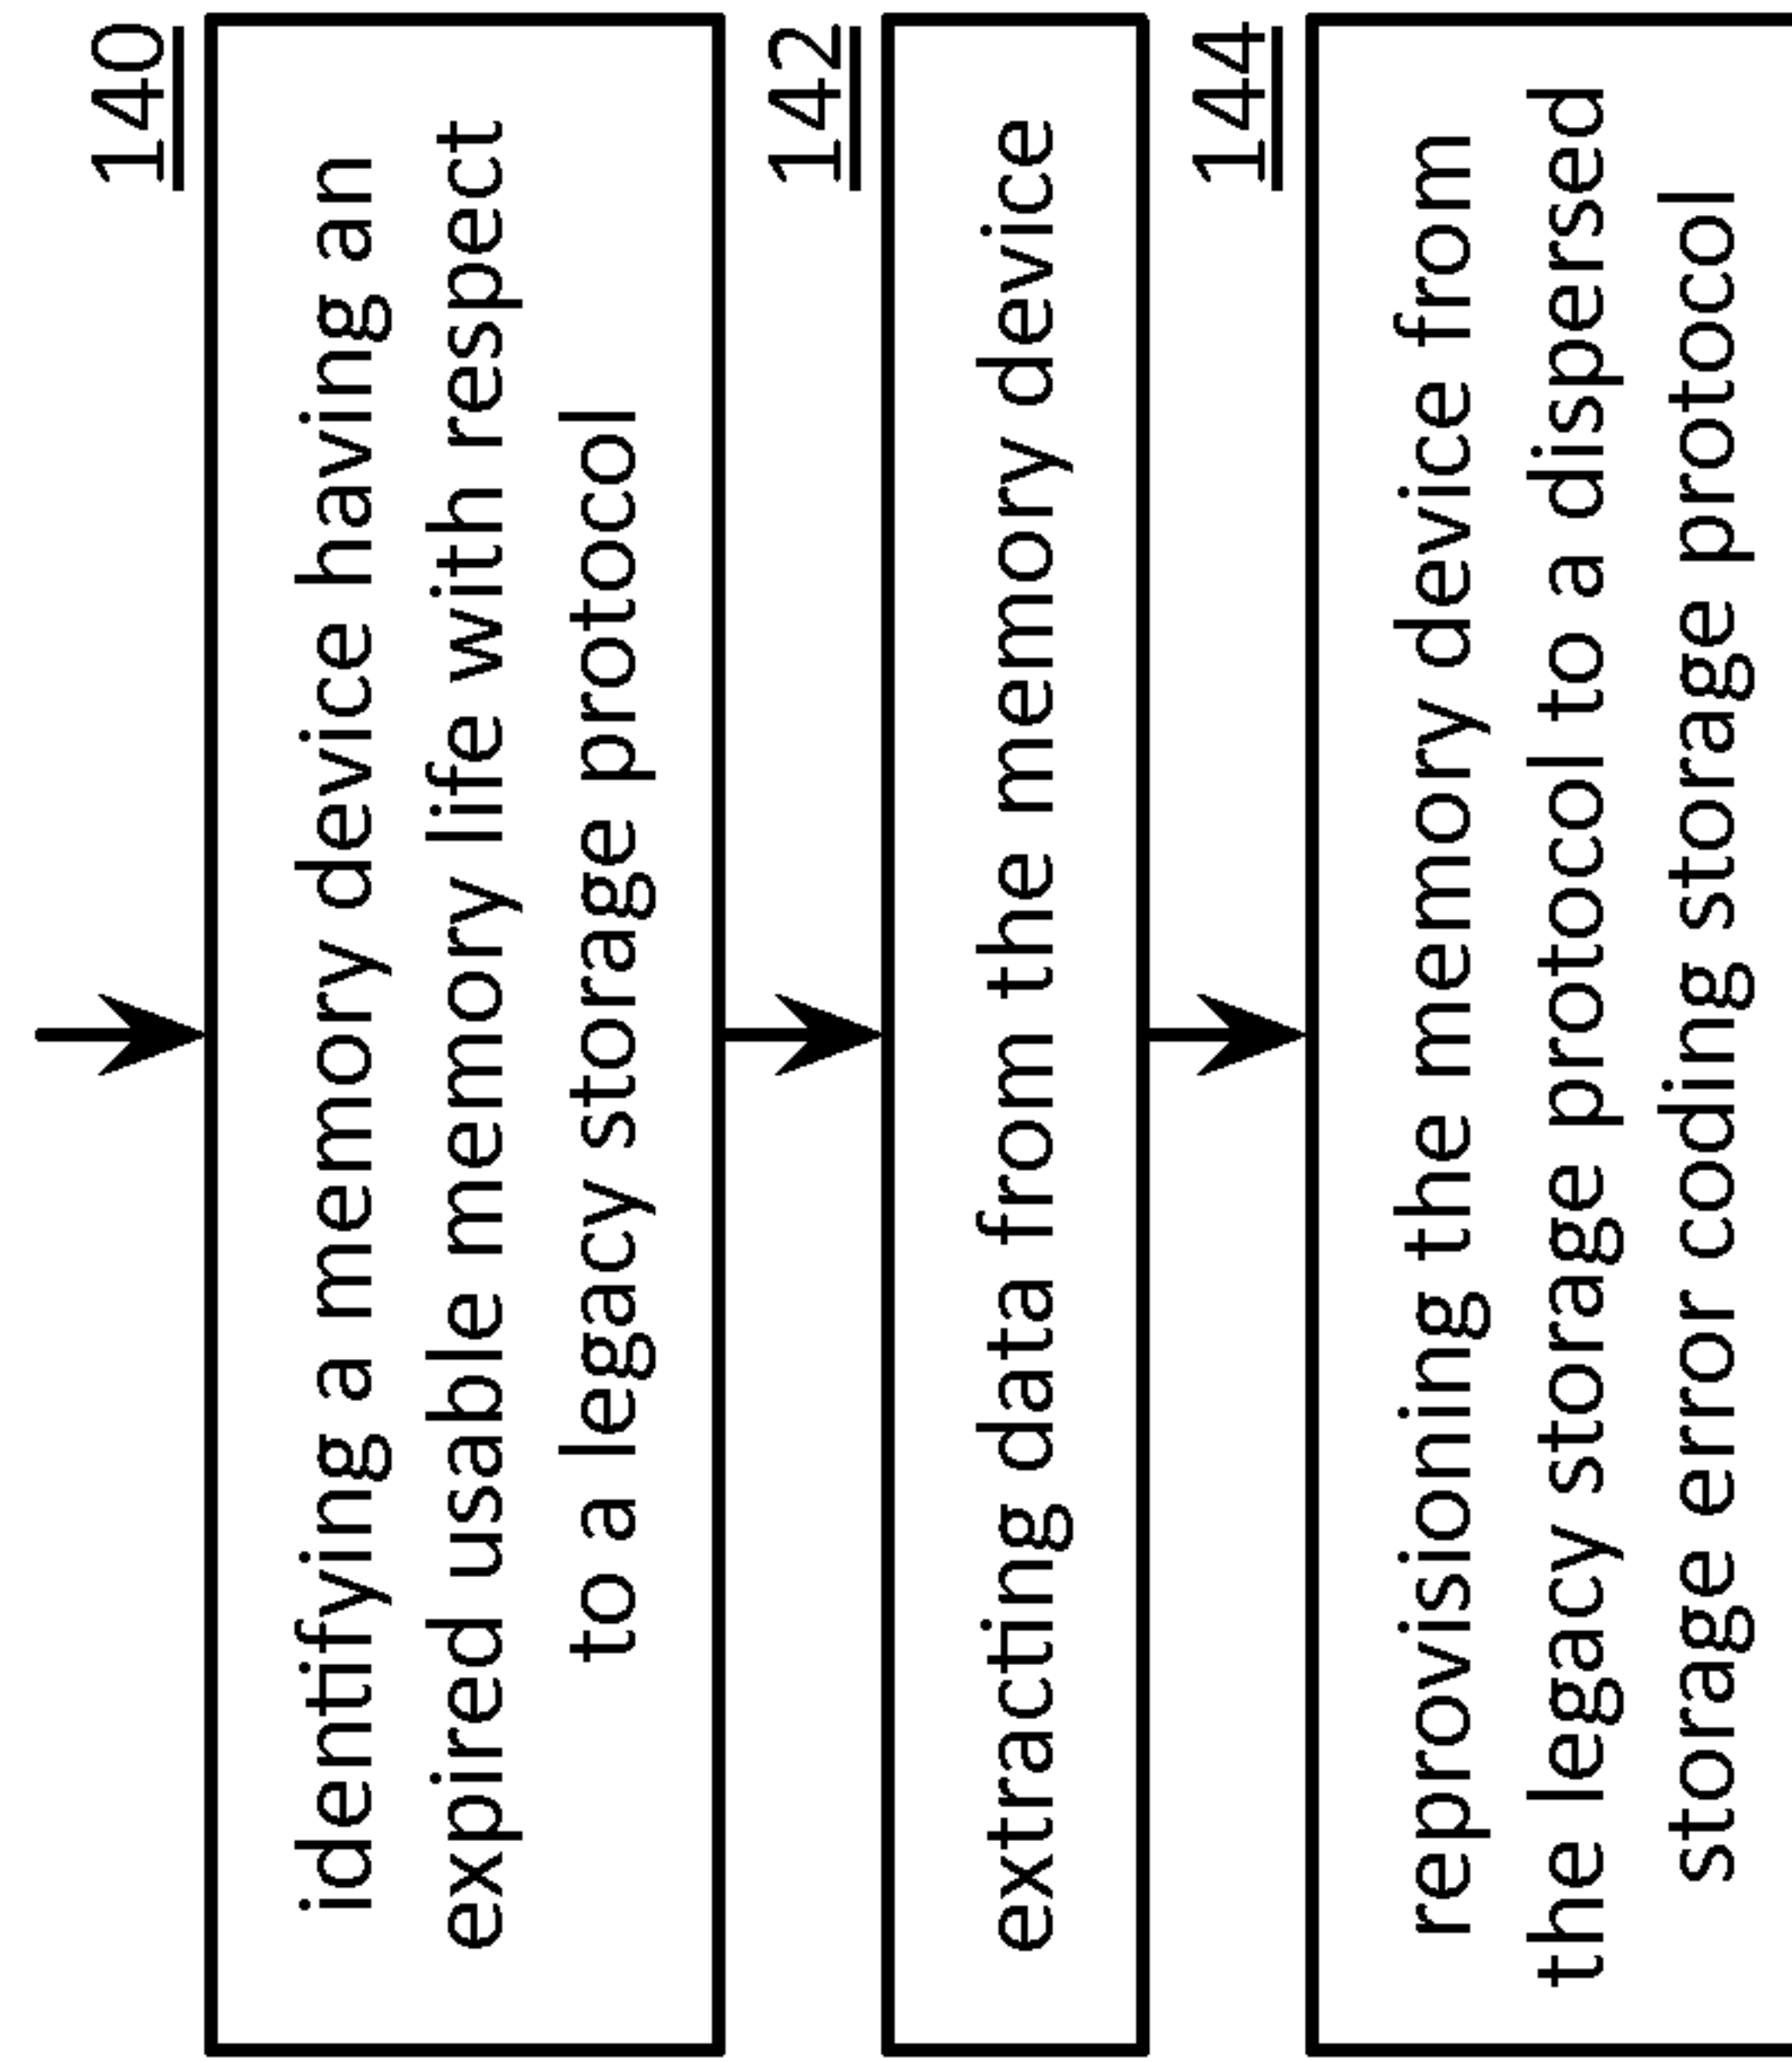 140
identifying a memory device having an
expired usable memory life with respect
to a legacy storage protocol
142
extracting data from the memory device
144
reprovisioning the memory device from
the legacy storage protocol to a dispersed
storage error coding storage protocol